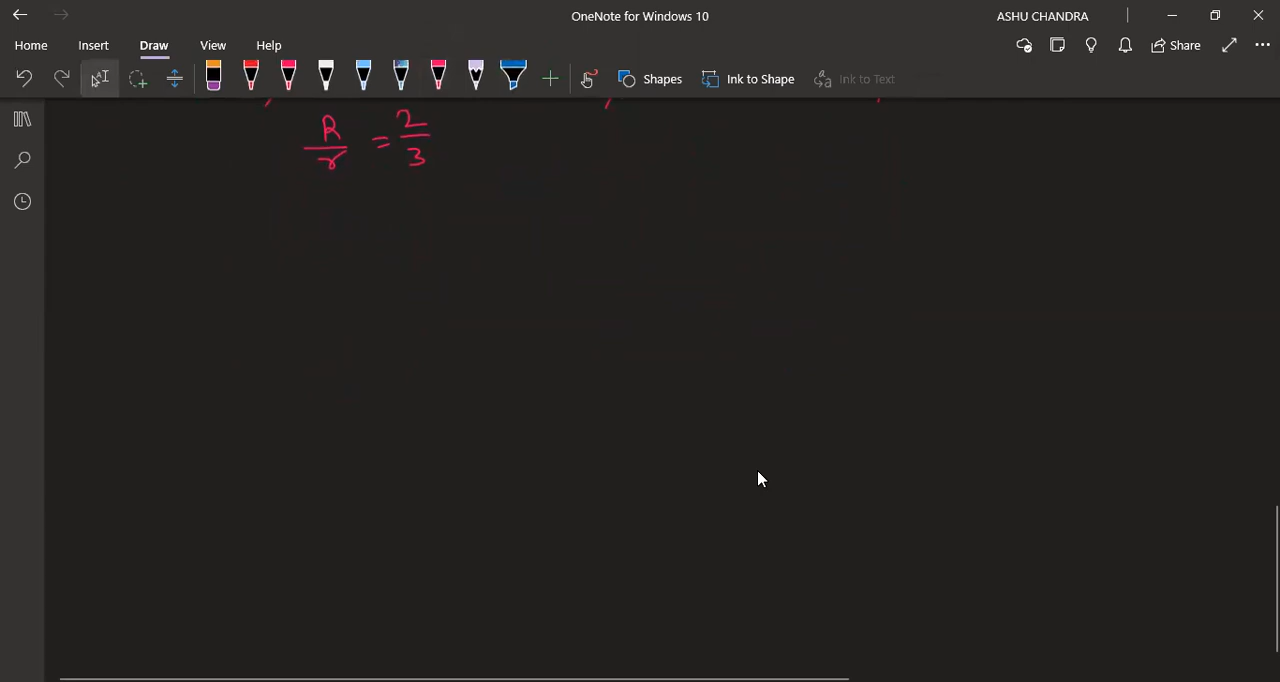 OneNote for Windows 10
ASHU CHANDRA
Home Insert Draw View Help
Share
Shapes
Ink to Shape
Ink to Text
R/r = 2/3